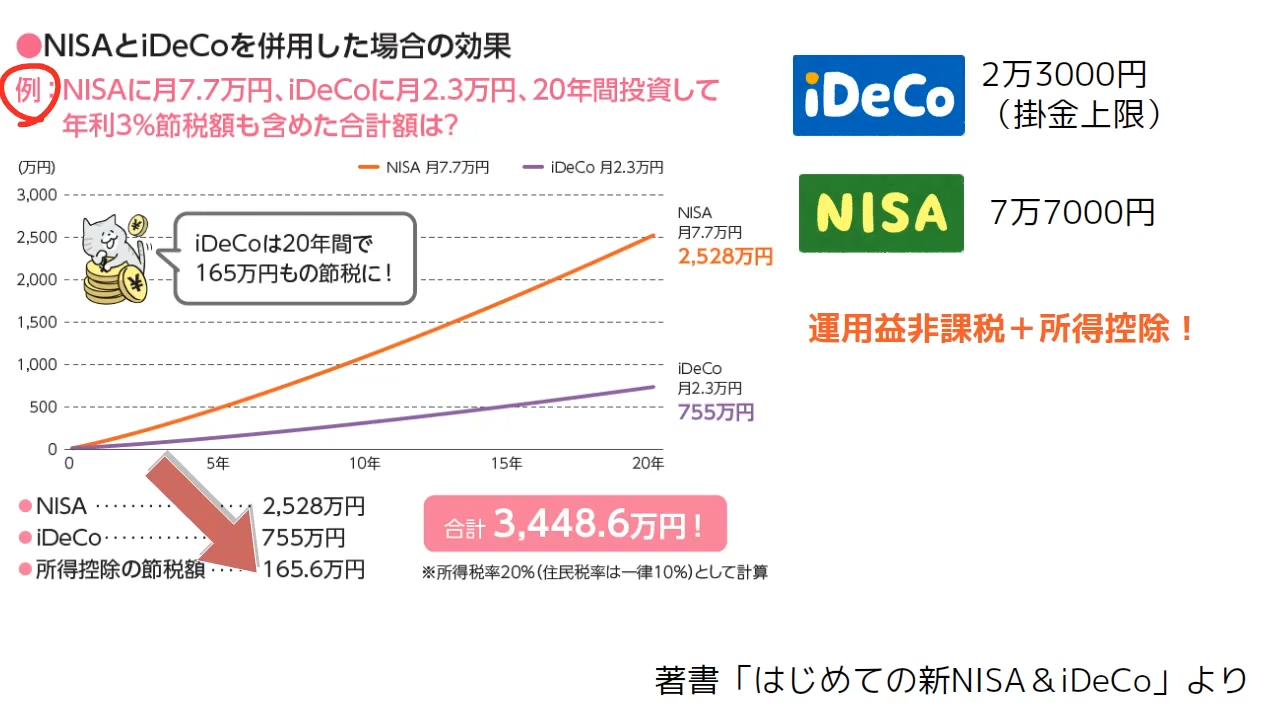 ●NISAとiDeCoを併用した場合の効果
例：NISAに月7.7万円、iDeCoに月2.3万円、20年間投資して
年利3%節税額も含めた合計額は?
(万円)
NISA 月7.7万円
iDeCo 月2.3万円
3,000
2,500
2,000
1,500
1,000
500
0
0
5年
10年
15年
20年
¥
¥
iDeCoは20年間で
165万円もの節税に!
NISA
月7.7万円
2,528万円
iDeCo
月2.3万円
755万円
●NISA ･･････････････ 2,528万円
●iDeCo･･････････････ 755万円
●所得控除の節税額 ･････ 165.6万円
合計 3,448.6万円!
※所得税率20%(住民税率は一律10%)として計算
iDeCo
2万3000円
（掛金上限）
NISA
7万7000円
運用益非課税＋所得控除！
著書「はじめての新NISA＆iDeCo」より